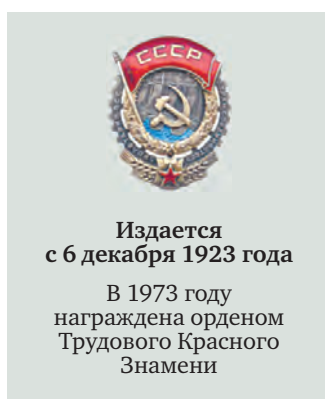 СССР
Издается
с 6 декабря 1923 года
В 1973 году
награждена орденом
Трудового Красного
Знамени